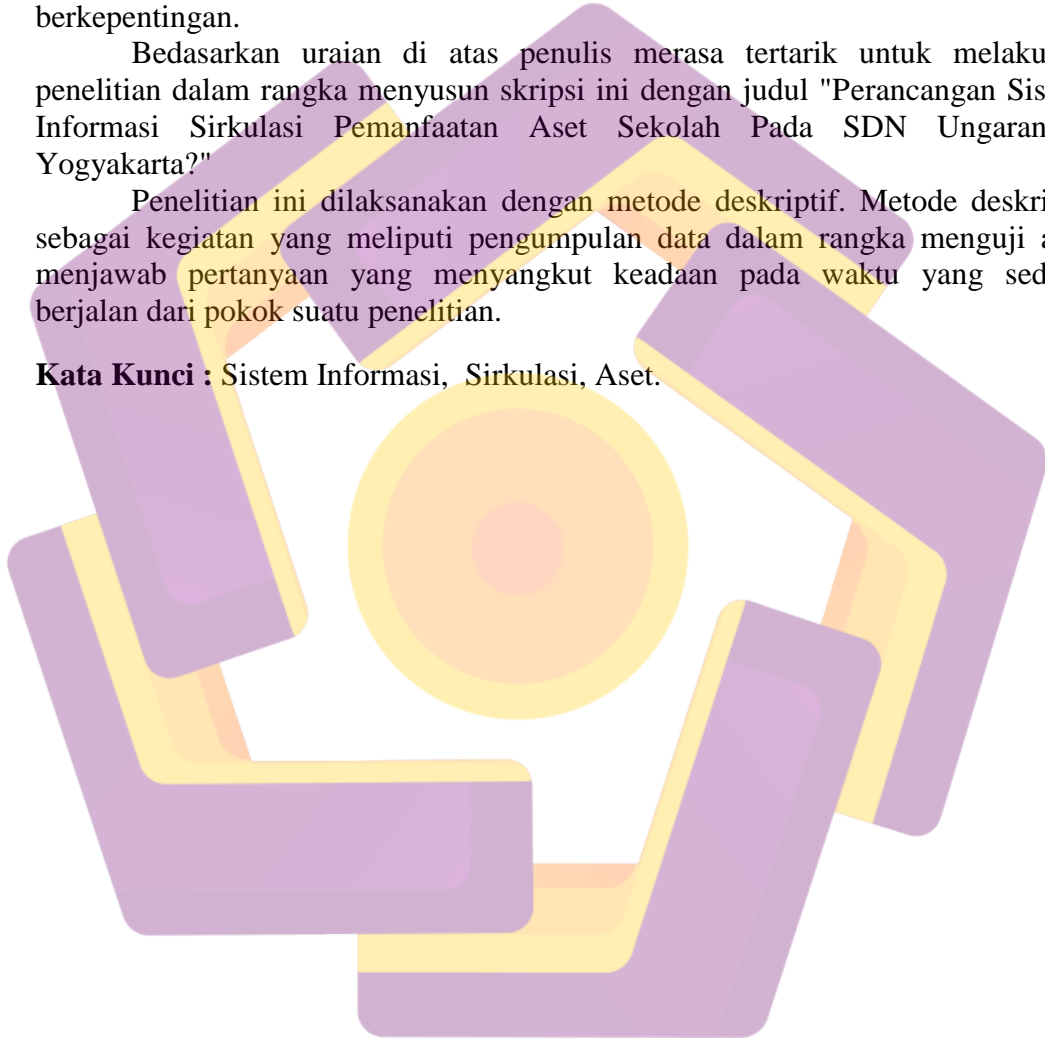 berkepentingan.
Bedasarkan uraian di atas penulis merasa tertarik untuk melaku
penelitian dalam rangka menyusun skripsi ini dengan judul "Perancangan Sis
Informasi Sirkulasi Pemanfaatan Aset Sekolah Pada SDN Ungaran
Yogyakarta?"
Penelitian ini dilaksanakan dengan metode deskriptif. Metode deskri
sebagai kegiatan yang meliputi pengumpulan data dalam rangka menguji a
menjawab pertanyaan yang menyangkut keadaan pada waktu yang sed
berjalan dari pokok suatu penelitian.
Kata Kunci : Sistem Informasi, Sirkulasi, Aset.